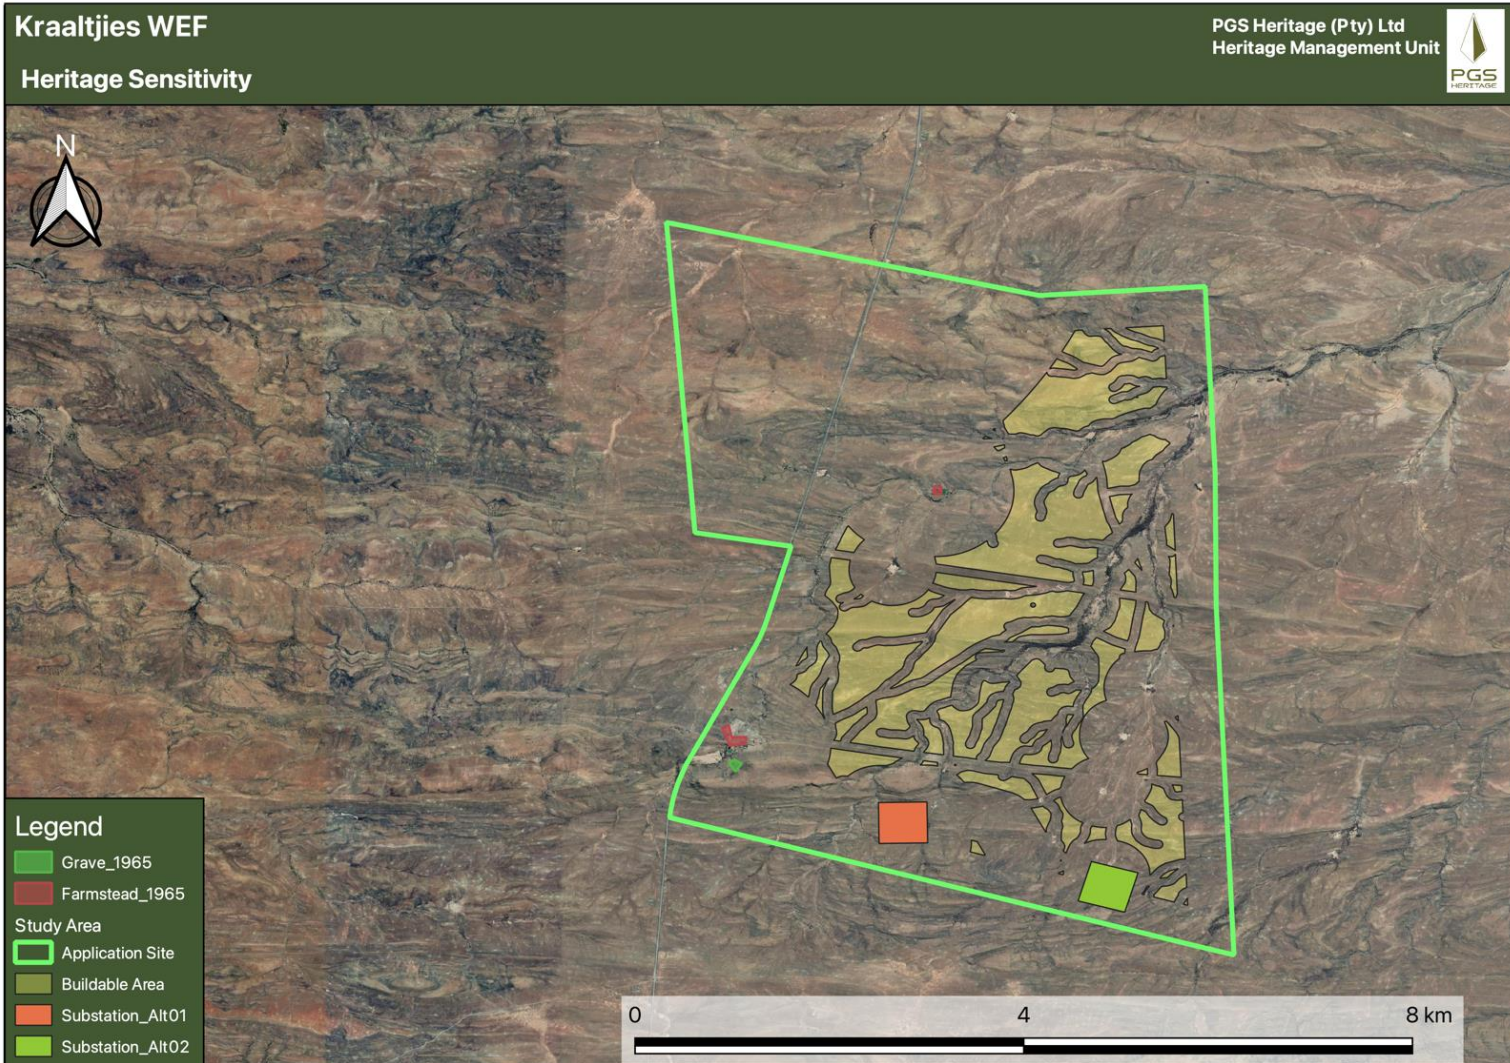 Kraaltjies WEF
Heritage Sensitivity
PGS Heritage (Pty) Ltd
Heritage Management Unit
PGS
HERITAGE
N
Legend
Grave_1965
Farmstead_1965
Study Area
Application Site
Buildable Area
Substation_Alt01
Substation_Alt02
0 4 8 km